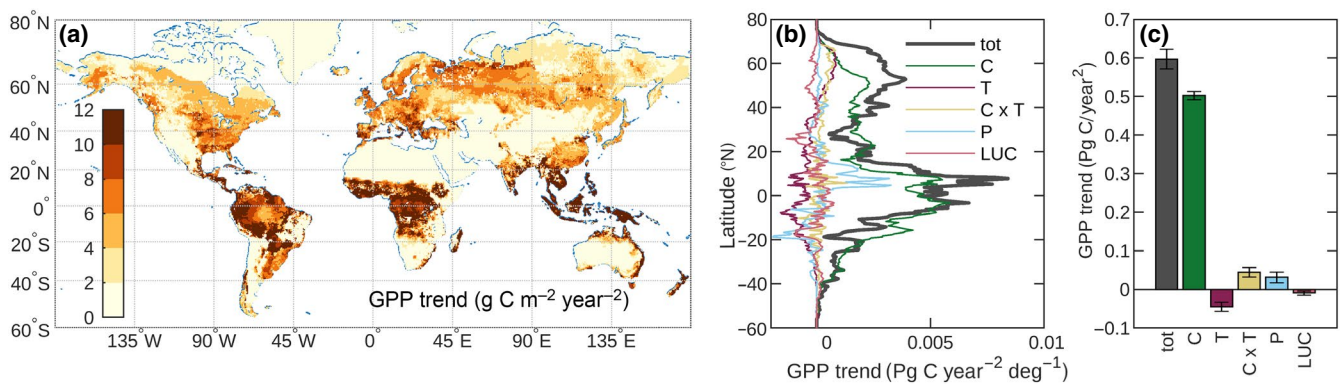 (a)
80°N
60°N
40°N
20°N
0°
20°S
40°S
60°S
12
10
8
6
4
2
0
GPP trend (g C m⁻² year⁻²)
135°W
90°W
45°W
0°
45°E
90°E
135°E
(b)
80
60
40
20
0
−20
−40
−60
Latitude (°N)
tot
C
T
C x T
P
LUC
0
0.005
0.01
GPP trend (Pg C year⁻² deg⁻¹)
(c)
0.7
0.6
0.5
0.4
0.3
0.2
0.1
0
−0.1
GPP trend (Pg C/year²)
tot
C
T
C x T
P
LUC